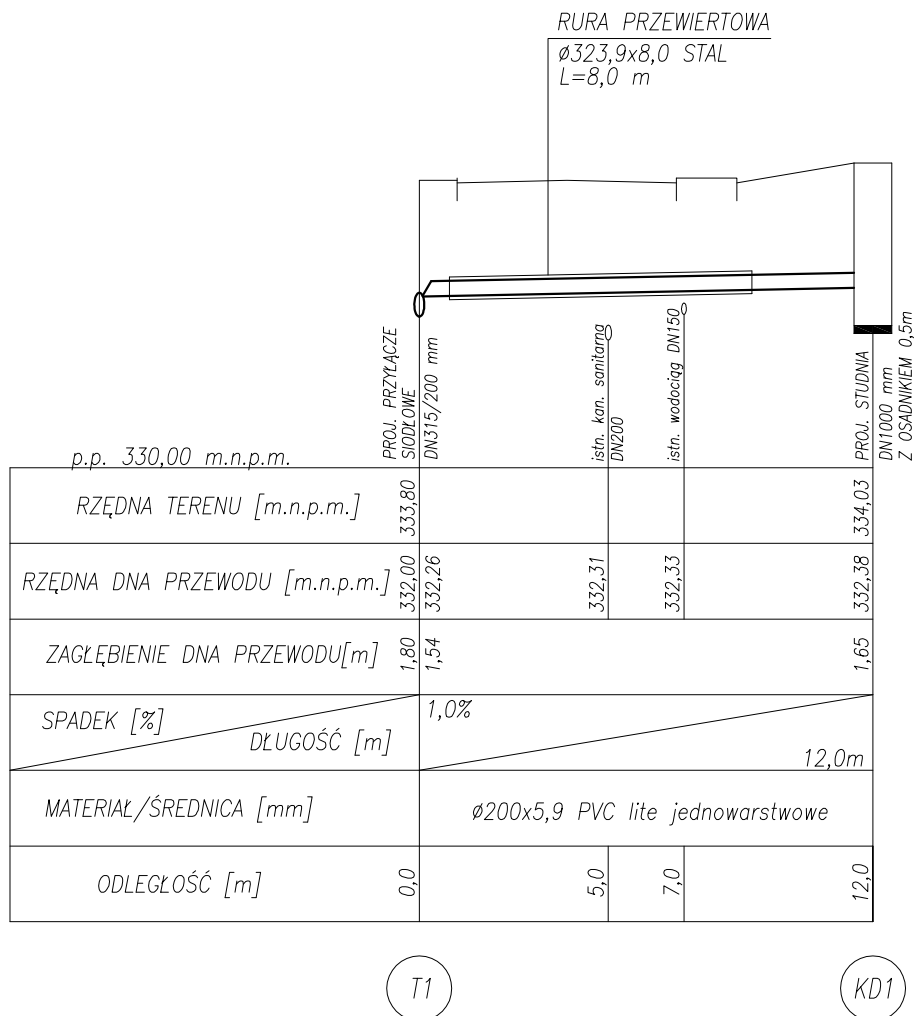 RURA PRZEWIERTOWA
ø323,9x8,0 STAL
L=8,0 m
PROJ. PRZYŁĄCZE
SIODŁOWE
DN315/200 mm
istn. kan. sanitarna
DN200
istn. wodociąg DN150
PROJ. STUDNIA
DN1000 mm
Z OSADNIKIEM 0,5m
p.p. 330,00 m.n.p.m.
RZĘDNA TERENU [m.n.p.m.] 333,80 334,03
RZĘDNA DNA PRZEWODU [m.n.p.m.] 332,00 332,26 332,31 332,33 332,38
ZAGŁĘBIENIE DNA PRZEWODU[m] 1,80 1,54 1,65
SPADEK [%] 1,0%
DŁUGOŚĆ [m] 12,0m
MATERIAŁ/ŚREDNICA [mm] ø200x5,9 PVC lite jednowarstwowe
ODLEGŁOŚĆ [m] 0,0 5,0 7,0 12,0
T1 KD1